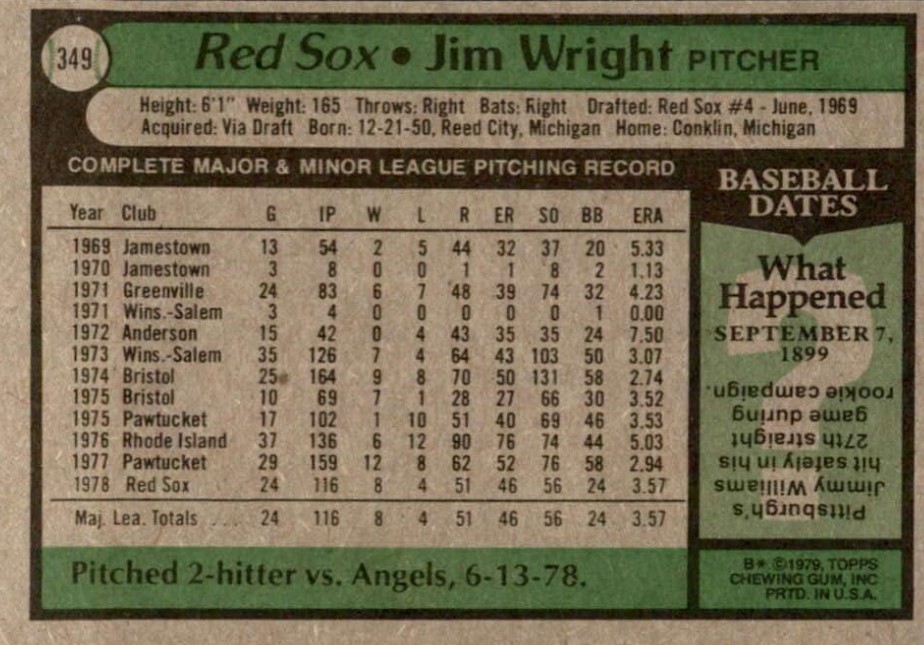 349
Red Sox • Jim Wright PITCHER
Height: 6'1" Weight: 165 Throws: Right Bats: Right Drafted: Red Sox #4 - June, 1969
Acquired: Via Draft Born: 12-21-50, Reed City, Michigan Home: Conklin, Michigan
COMPLETE MAJOR & MINOR LEAGUE PITCHING RECORD
Year Club G IP W L R ER SO BB ERA
1969 Jamestown 13 54 2 5 44 32 37 20 5.33
1970 Jamestown 3 8 0 0 1 1 8 2 1.13
1971 Greenville 24 83 6 7 48 39 74 32 4.23
1971 Wins.-Salem 3 4 0 0 0 0 0 1 0.00
1972 Anderson 15 42 0 4 43 35 35 24 7.50
1973 Wins.-Salem 35 126 7 4 64 43 103 50 3.07
1974 Bristol 25 164 9 8 70 50 131 58 2.74
1975 Bristol 10 69 7 1 28 27 66 30 3.52
1975 Pawtucket 17 102 1 10 51 40 69 46 3.53
1976 Rhode Island 37 136 6 12 90 76 74 44 5.03
1977 Pawtucket 29 159 12 8 62 52 76 58 2.94
1978 Red Sox 24 116 8 4 51 46 56 24 3.57
Maj. Lea. Totals ... 24 116 8 4 51 46 56 24 3.57
Pitched 2-hitter vs. Angels, 6-13-78.
BASEBALL
DATES
What
Happened
SEPTEMBER 7,
1899
?
Pittsburgh's
Jimmy Williams
hit safely in his
27th straight
game during
rookie campaign.
B* ©1979, TOPPS
CHEWING GUM, INC
PRTD. IN U.S.A.